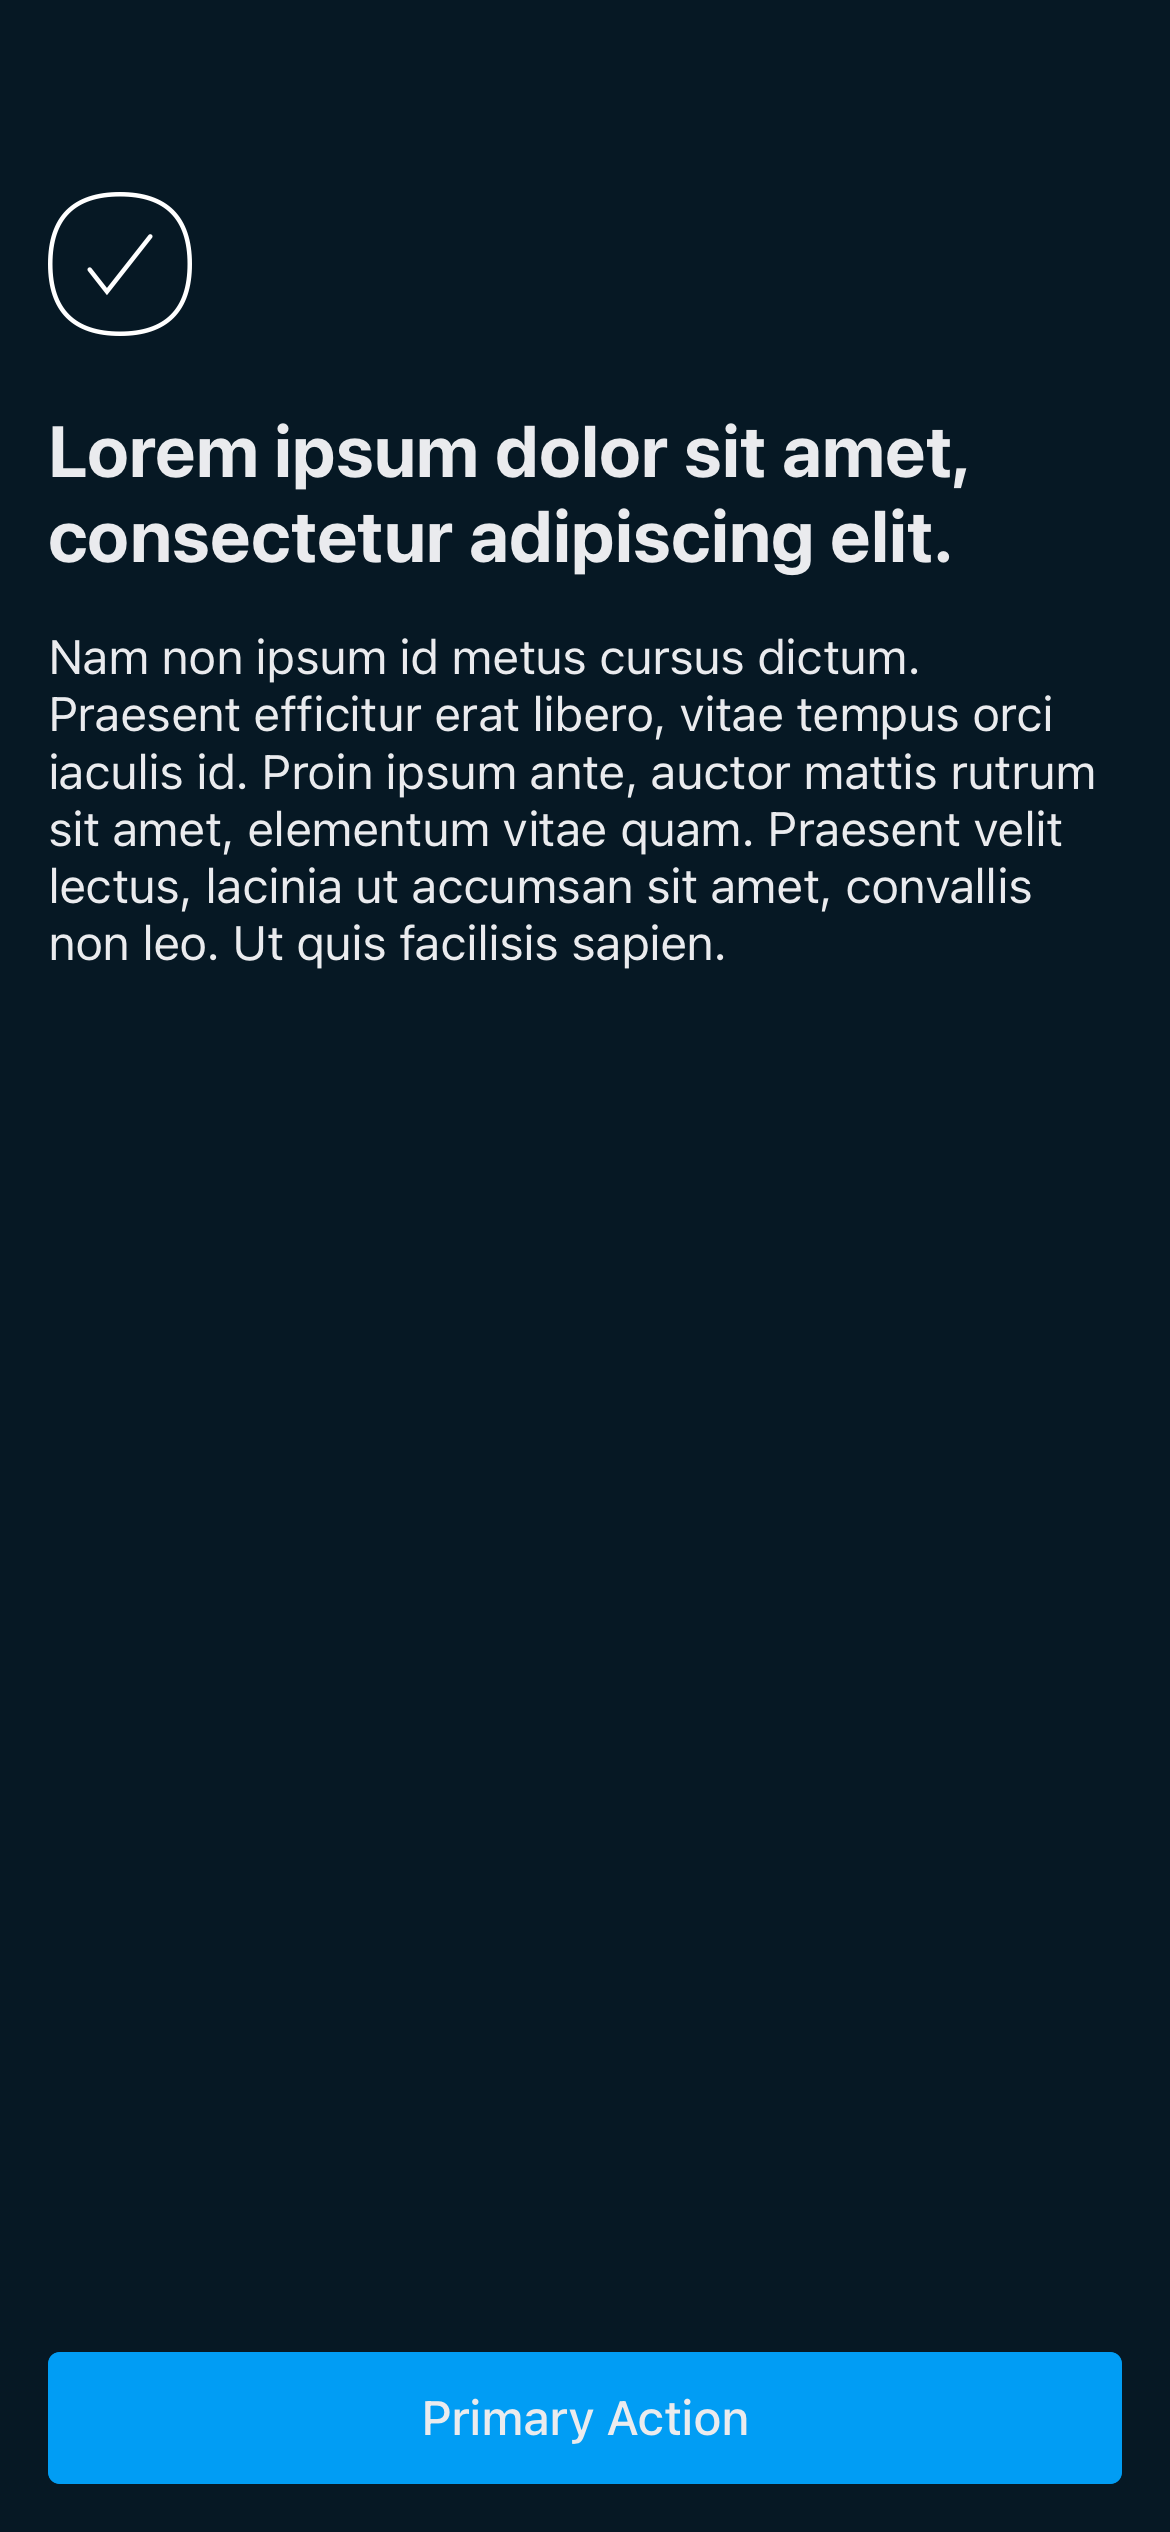 Lorem ipsum dolor sit amet,
consectetur adipiscing elit.
Nam non ipsum id metus cursus dictum.
Praesent efficitur erat libero, vitae tempus orci
iaculis id. Proin ipsum ante, auctor mattis rutrum
sit amet, elementum vitae quam. Praesent velit
lectus, lacinia ut accumsan sit amet, convallis
non leo. Ut quis facilisis sapien.
Primary Action